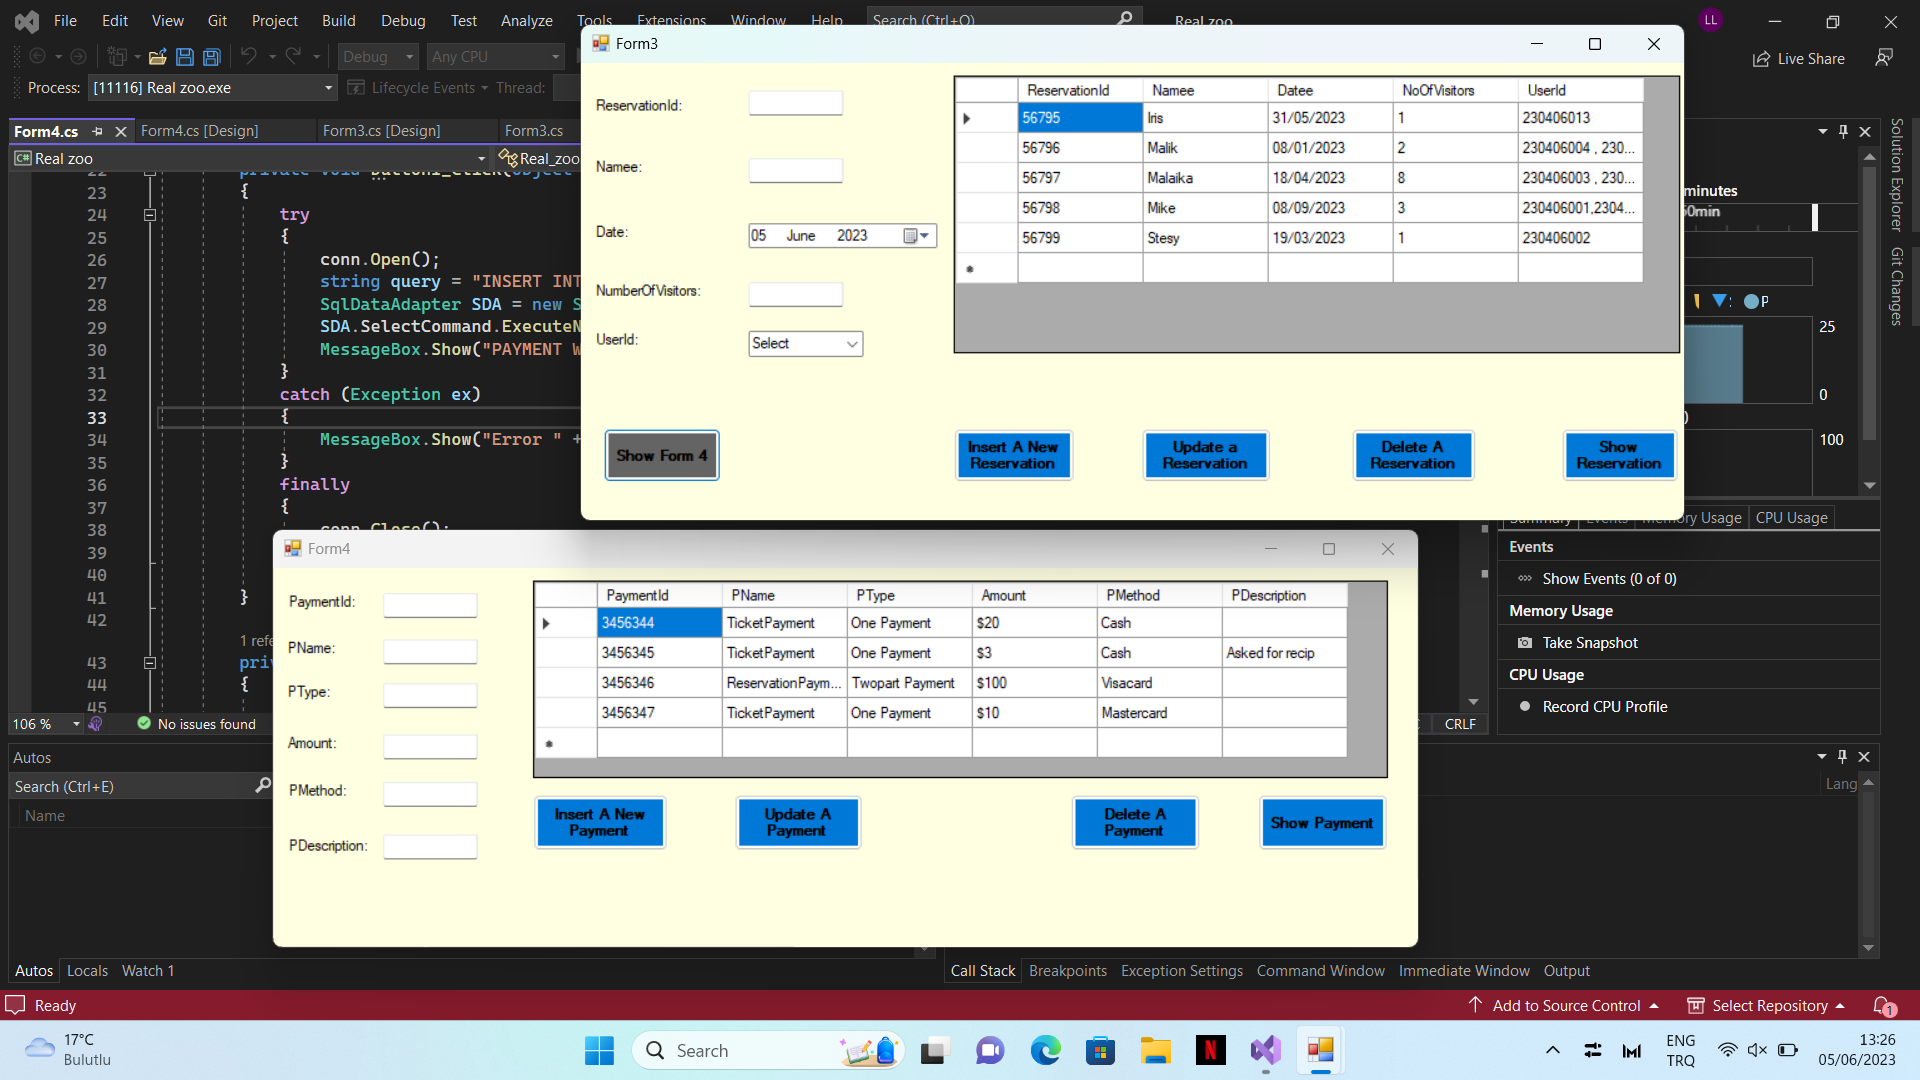 File Edit View Git Project Build Debug Test Analyze Tools Extensions Window Help Search (Ctrl+Q) Real zoo LL
Debug Any CPU Live Share
Process: [11116] Real zoo.exe Lifecycle Events Thread:
Form4.cs Form4.cs [Design] Form3.cs [Design] Form3.cs
Real zoo Real_zoo
23 {
24 try
25 {
26 conn.Open();
27 string query = "INSERT INT
28 SqlDataAdapter SDA = new S
29 SDA.SelectCommand.ExecuteN
30 MessageBox.Show("PAYMENT W
31 }
32 catch (Exception ex)
33 {
34 MessageBox.Show("Error " +
35 }
36 finally
37 {
38 conn.Close();
39
40
41 }
42
1 refe
43 priv
44 {
45
106 % No issues found
CRLF
Form3
ReservationId:
Namee:
Date: 05 June 2023
NumberOfVisitors:
UserId: Select
ReservationId Namee Datee NoOfVisitors UserId
56795 Iris 31/05/2023 1 230406013
56796 Malik 08/01/2023 2 230406004 , 230...
56797 Malaika 18/04/2023 8 230406003 , 230...
56798 Mike 08/09/2023 3 230406001,2304...
56799 Stesy 19/03/2023 1 230406002
Show Form 4
Insert A New Reservation
Update a Reservation
Delete A Reservation
Show Reservation
Form4
PaymentId:
PName:
PType:
Amount:
PMethod:
PDescription:
PaymentId PName PType Amount PMethod PDescription
3456344 TicketPayment One Payment $20 Cash
3456345 TicketPayment One Payment $3 Cash Asked for recip
3456346 ReservationPaym... Twopart Payment $100 Visacard
3456347 TicketPayment One Payment $10 Mastercard
Insert A New Payment
Update A Payment
Delete A Payment
Show Payment
Solution Explorer
Git Changes
minutes
50min
P
25
0
100
Summary Events Memory Usage CPU Usage
Events
Show Events (0 of 0)
Memory Usage
Take Snapshot
CPU Usage
Record CPU Profile
Autos
Search (Ctrl+E)
Name
Lang
Autos Locals Watch 1
Call Stack Breakpoints Exception Settings Command Window Immediate Window Output
Ready Add to Source Control Select Repository 1
17°C
Bulutlu
Search
ENG
TRQ
13:26
05/06/2023